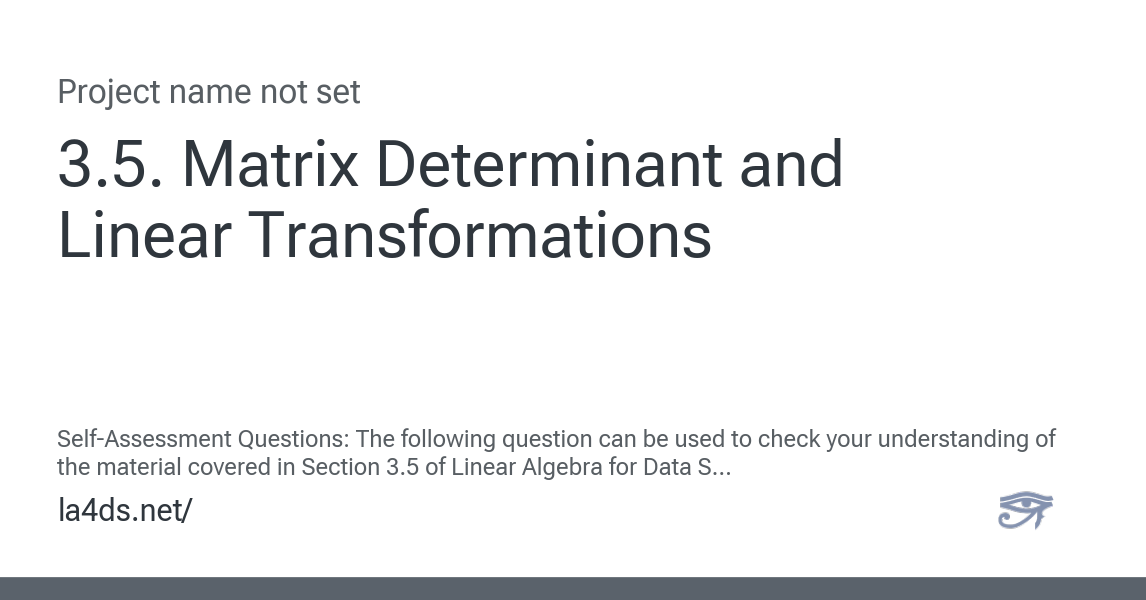 Project name not set
3.5. Matrix Determinant and
Linear Transformations
Self-Assessment Questions: The following question can be used to check your understanding of
the material covered in Section 3.5 of Linear Algebra for Data S...
la4ds.net/